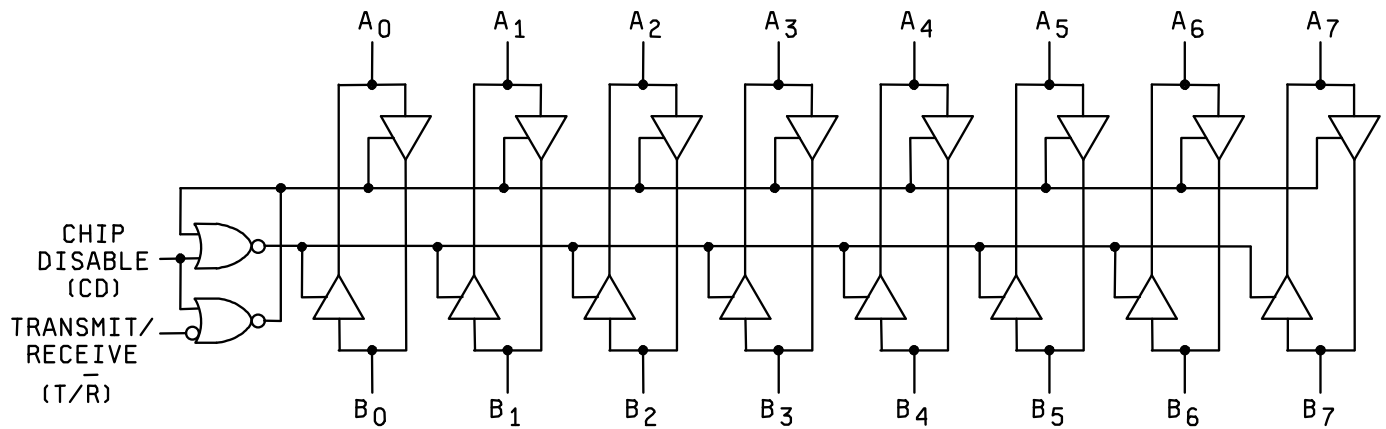 A0 A1 A2 A3 A4 A5 A6 A7
CHIP
DISABLE
(CD)
TRANSMIT/
RECEIVE
(T/R̅)
B0 B1 B2 B3 B4 B5 B6 B7